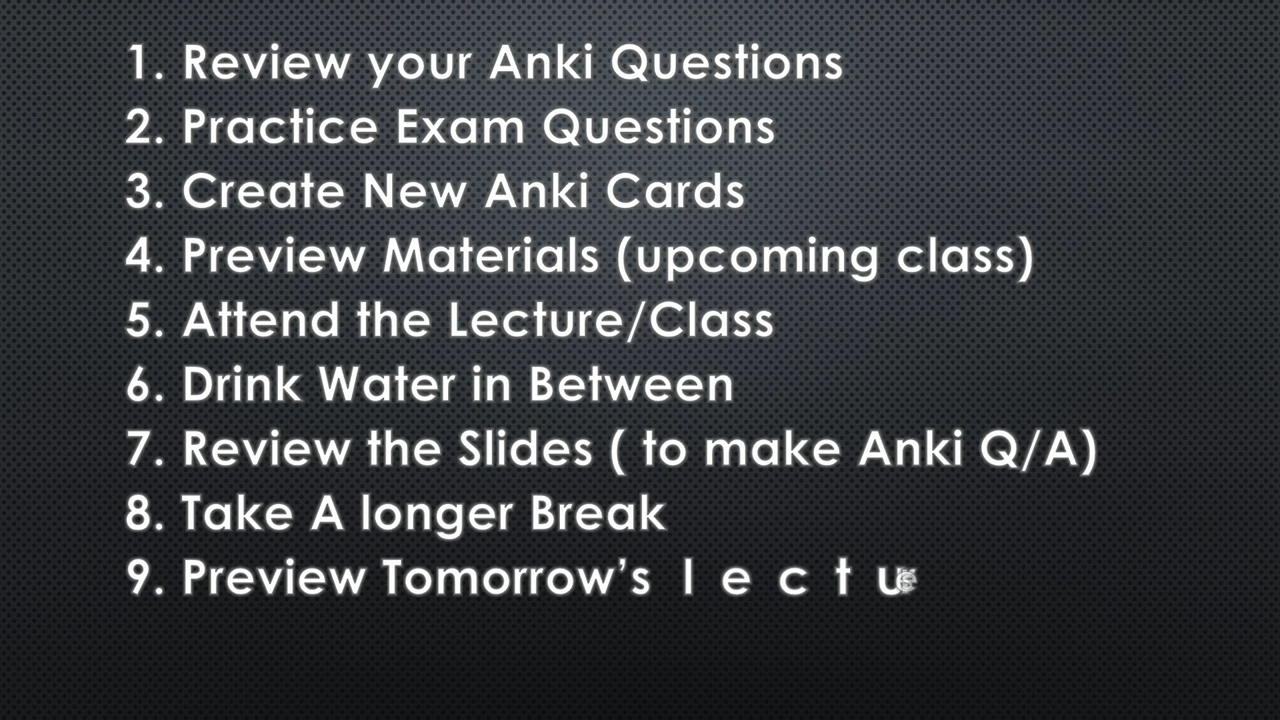 1. Review your Anki Questions
2. Practice Exam Questions
3. Create New Anki Cards
4. Preview Materials (upcoming class)
5. Attend the Lecture/Class
6. Drink Water in Between
7. Review the Slides ( to make Anki Q/A)
8. Take A longer Break
9. Preview Tomorrow’s